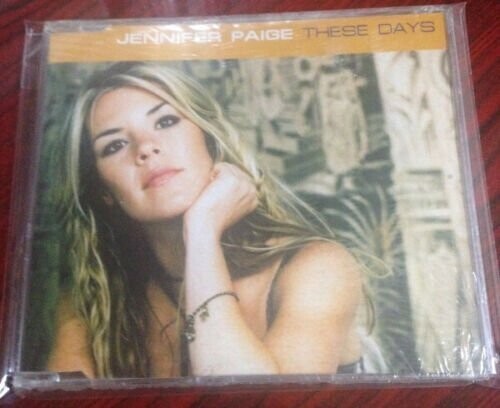 JENNIFER PAIGE THESE DAYS